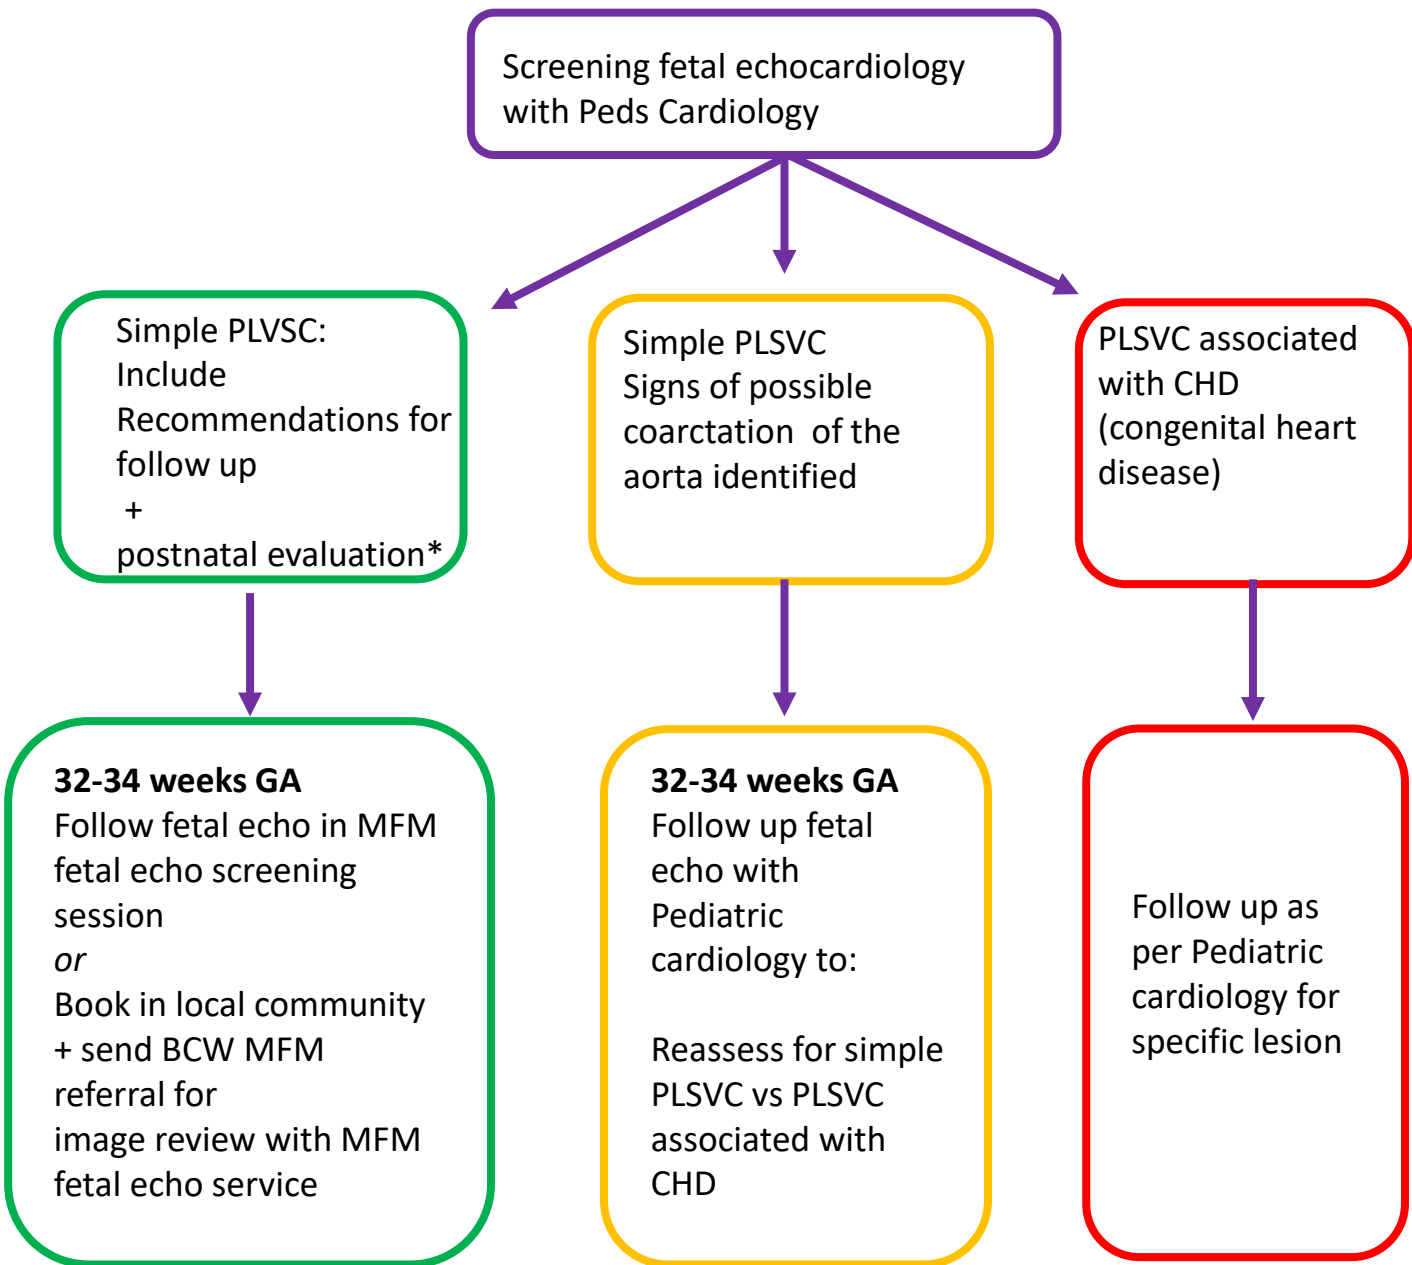 Screening fetal echocardiology
with Peds Cardiology
Simple PLVSC:
Include
Recommendations for
follow up
+
postnatal evaluation*
Simple PLSVC
Signs of possible
coarctation of the
aorta identified
PLSVC associated
with CHD
(congenital heart
disease)
32-34 weeks GA
Follow fetal echo in MFM
fetal echo screening
session
or
Book in local community
+ send BCW MFM
referral for
image review with MFM
fetal echo service
32-34 weeks GA
Follow up fetal
echo with
Pediatric
cardiology to:
Reassess for simple
PLSVC vs PLSVC
associated with
CHD
Follow up as
per Pediatric
cardiology for
specific lesion